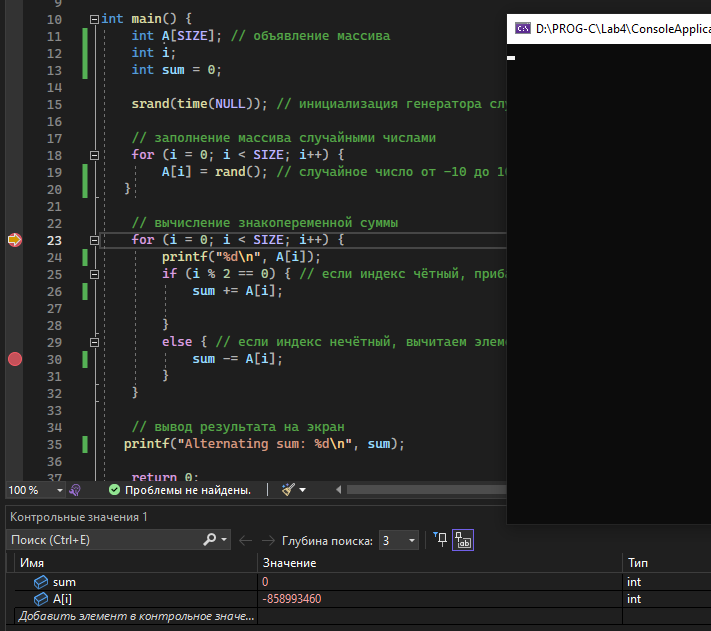 9
10 int main() {
11 int A[SIZE]; // объявление массива
12 int i;
13 int sum = 0;
14
15 srand(time(NULL)); // инициализация генератора слу
16
17 // заполнение массива случайными числами
18 for (i = 0; i < SIZE; i++) {
19 A[i] = rand(); // случайное число от -10 до 10
20 }
21
22 // вычисление знакопеременной суммы
23 for (i = 0; i < SIZE; i++) {
24 printf("%d\n", A[i]);
25 if (i % 2 == 0) { // если индекс чётный, приба
26 sum += A[i];
27
28 }
29 else { // если индекс нечётный, вычитаем элем
30 sum -= A[i];
31 }
32 }
33
34 // вывод результата на экран
35 printf("Alternating sum: %d\n", sum);
36
37 return 0;
D:\PROG-C\Lab4\ConsoleApplica
100 % Проблемы не найдены.
Контрольные значения 1
Поиск (Ctrl+E) Глубина поиска: 3
Имя Значение Тип
sum 0 int
A[i] -858993460 int
Добавить элемент в контрольное значе...